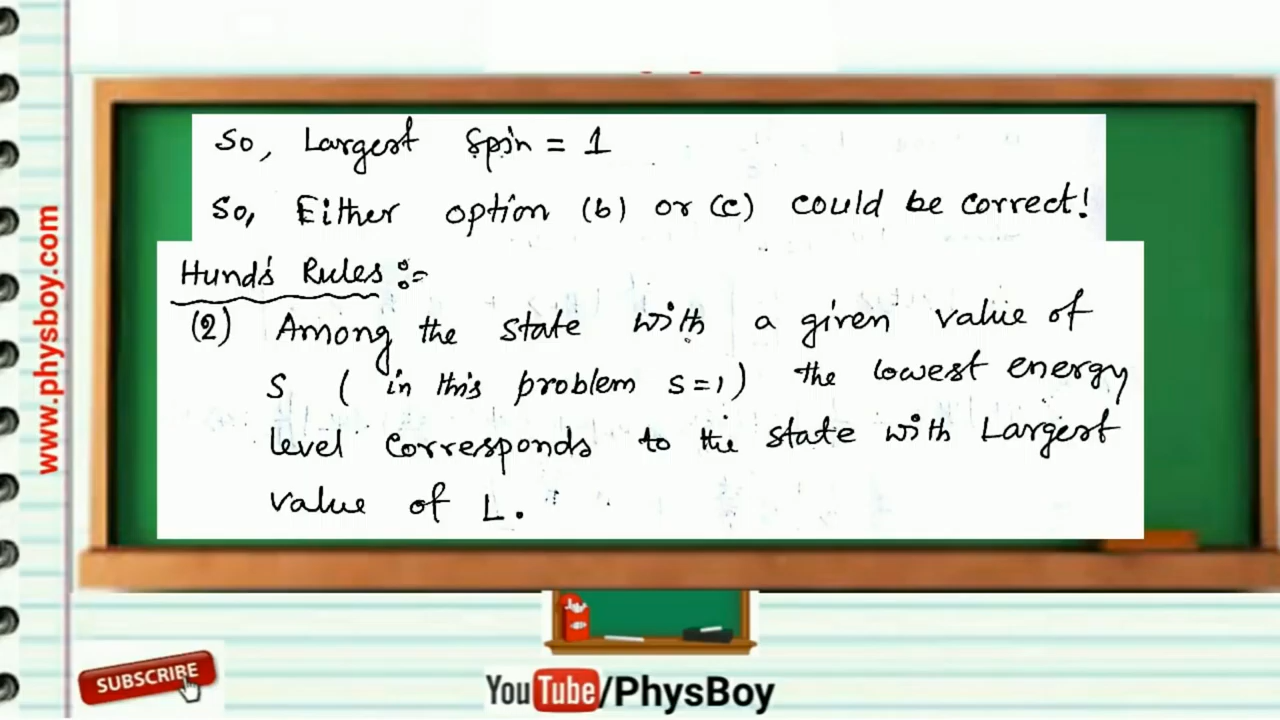 So, Largest Spin = 1
So, Either option (b) or (c) could be correct!
Hund's Rules :-
(2) Among the state with a given value of
S ( in this problem s=1) the lowest energy
level corresponds to the state with Largest
value of L.
www.physboy.com
SUBSCRIBE
YouTube/PhysBoy